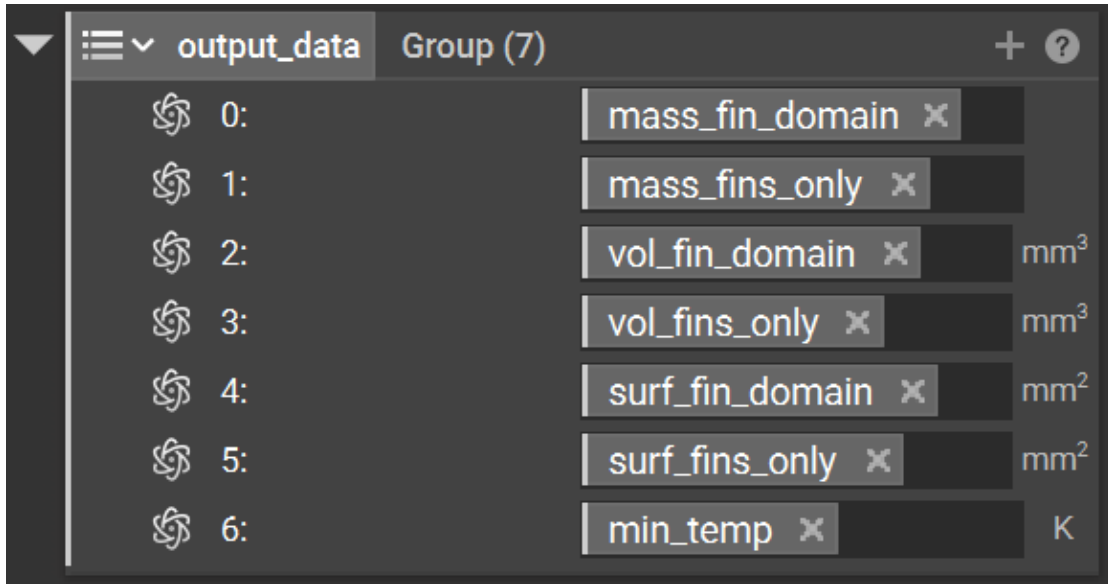 output_data Group (7) + ?
0: mass_fin_domain
1: mass_fins_only
2: vol_fin_domain mm³
3: vol_fins_only mm³
4: surf_fin_domain mm²
5: surf_fins_only mm²
6: min_temp K